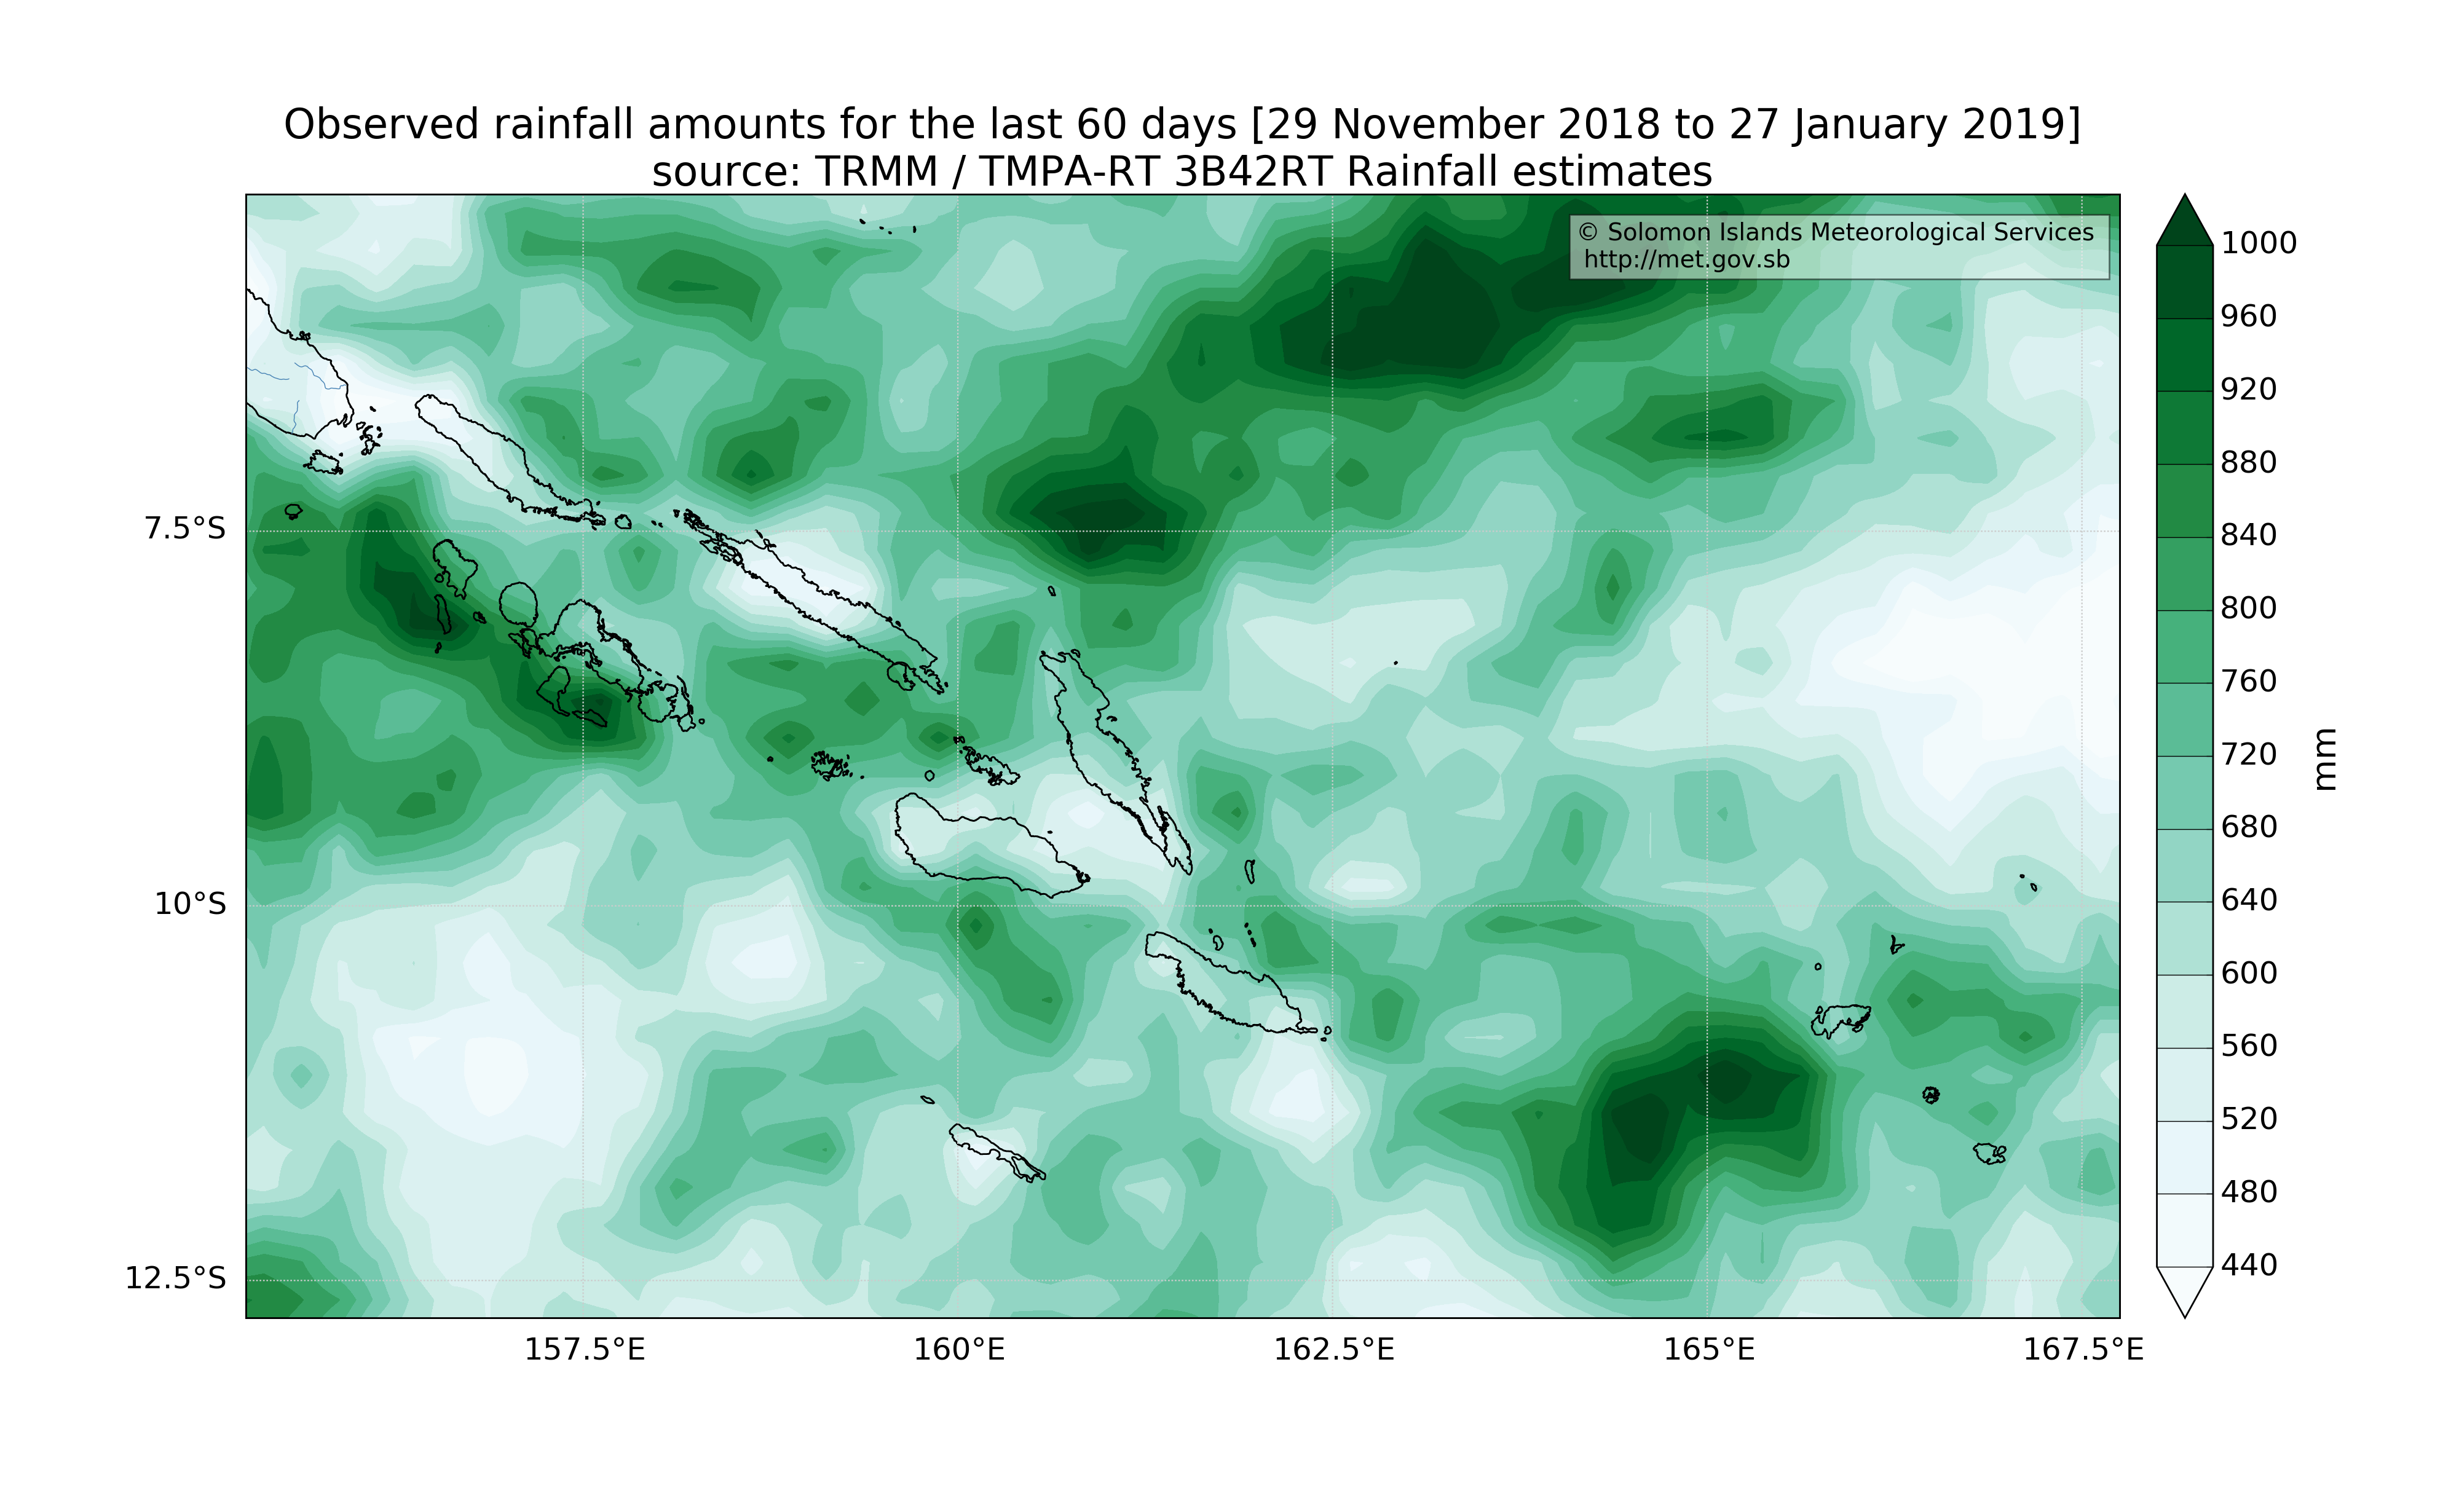 Observed rainfall amounts for the last 60 days [29 November 2018 to 27 January 2019]
source: TRMM / TMPA-RT 3B42RT Rainfall estimates
© Solomon Islands Meteorological Services
http://met.gov.sb
7.5°S
10°S
12.5°S
157.5°E
160°E
162.5°E
165°E
167.5°E
1000
960
920
880
840
800
760
720
680
640
600
560
520
480
440
mm